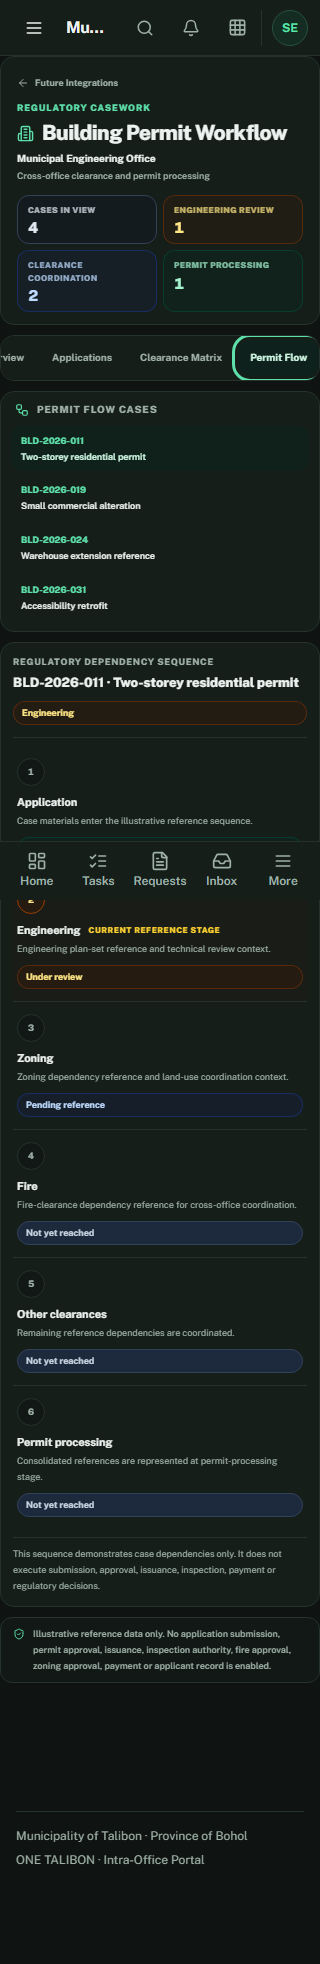 Mu...
SE
Future Integrations
REGULATORY CASEWORK
Building Permit Workflow
Municipal Engineering Office
Cross-office clearance and permit processing
CASES IN VIEW
4
ENGINEERING REVIEW
1
CLEARANCE
COORDINATION
2
PERMIT PROCESSING
1
view
Applications
Clearance Matrix
Permit Flow
PERMIT FLOW CASES
BLD-2026-011
Two-storey residential permit
BLD-2026-019
Small commercial alteration
BLD-2026-024
Warehouse extension reference
BLD-2026-031
Accessibility retrofit
REGULATORY DEPENDENCY SEQUENCE
BLD-2026-011 · Two-storey residential permit
Engineering
1
Application
Case materials enter the illustrative reference sequence.
Home
Tasks
Requests
Inbox
More
2
Engineering CURRENT REFERENCE STAGE
Engineering plan-set reference and technical review context.
Under review
3
Zoning
Zoning dependency reference and land-use coordination context.
Pending reference
4
Fire
Fire-clearance dependency reference for cross-office coordination.
Not yet reached
5
Other clearances
Remaining reference dependencies are coordinated.
Not yet reached
6
Permit processing
Consolidated references are represented at permit-processing
stage.
Not yet reached
This sequence demonstrates case dependencies only. It does not
execute submission, approval, issuance, inspection, payment or
regulatory decisions.
Illustrative reference data only. No application submission,
permit approval, issuance, inspection authority, fire approval,
zoning approval, payment or applicant record is enabled.
Municipality of Talibon · Province of Bohol
ONE TALIBON · Intra-Office Portal